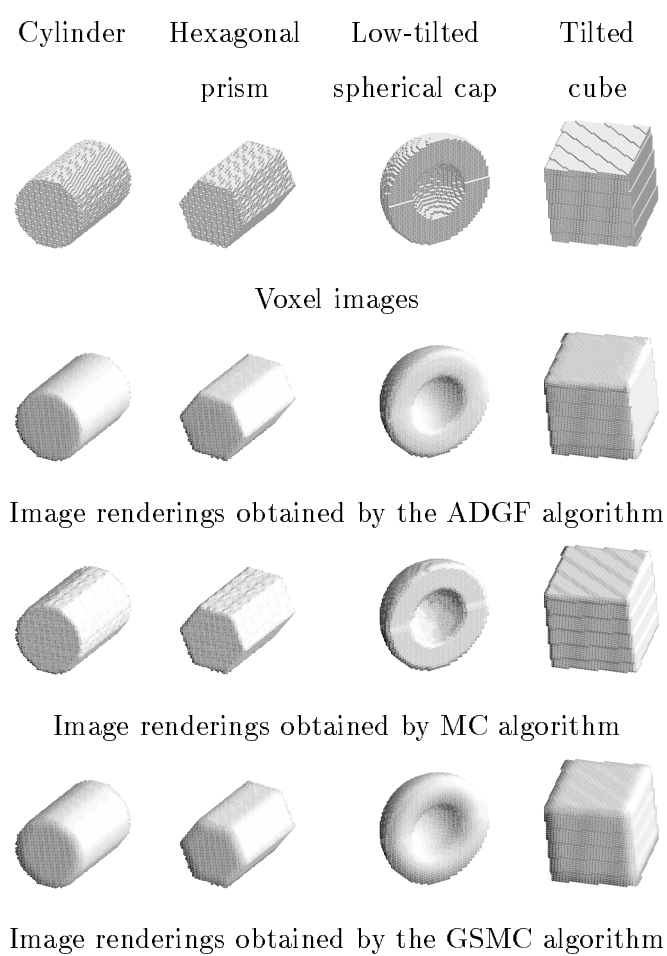 Cylinder Hexagonal Low-tilted Tilted
prism spherical cap cube
Voxel images
Image renderings obtained by the ADGF algorithm
Image renderings obtained by MC algorithm
Image renderings obtained by the GSMC algorithm